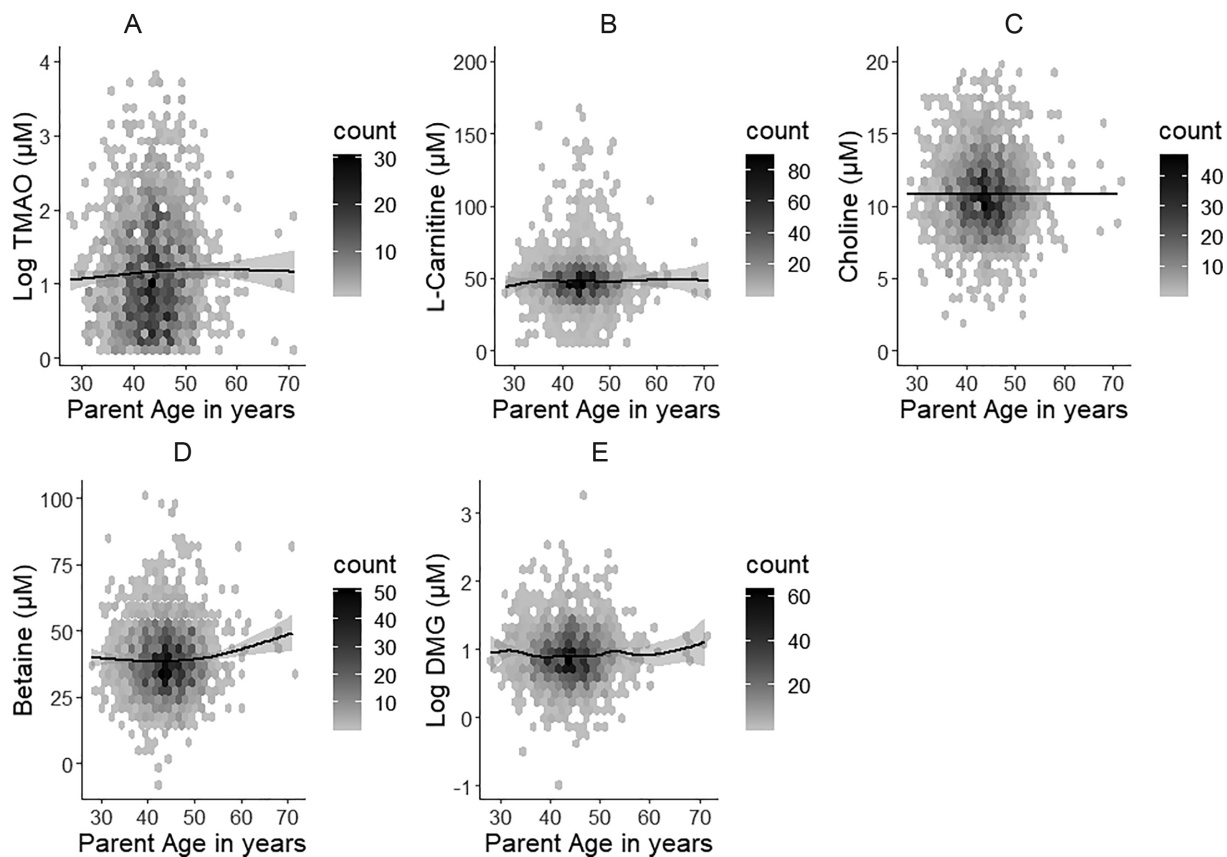 A
Log TMAO (µM)
4
3
2
1
0
30 40 50 60 70
Parent Age in years
count
30
20
10
B
L-Carnitine (µM)
200
150
100
50
0
30 40 50 60 70
Parent Age in years
count
80
60
40
20
C
Choline (µM)
20
15
10
5
0
30 40 50 60 70
Parent Age in years
count
40
30
20
10
D
Betaine (µM)
100
75
50
25
0
30 40 50 60 70
Parent Age in years
count
50
40
30
20
10
E
Log DMG (µM)
3
2
1
0
-1
30 40 50 60 70
Parent Age in years
count
60
40
20